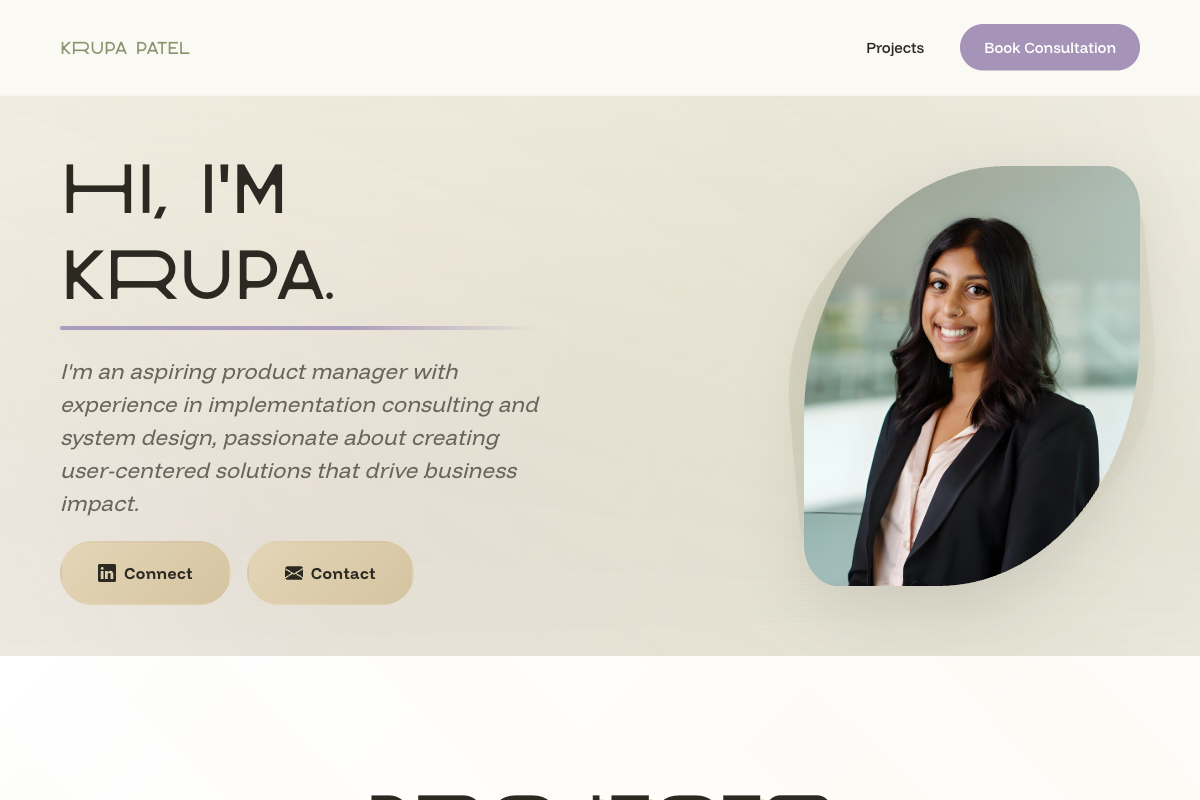 KRUPA PATEL
Projects
Book Consultation
HI, I'M
KRUPA.
I'm an aspiring product manager with
experience in implementation consulting and
system design, passionate about creating
user-centered solutions that drive business
impact.
Connect
Contact
PROJECTS